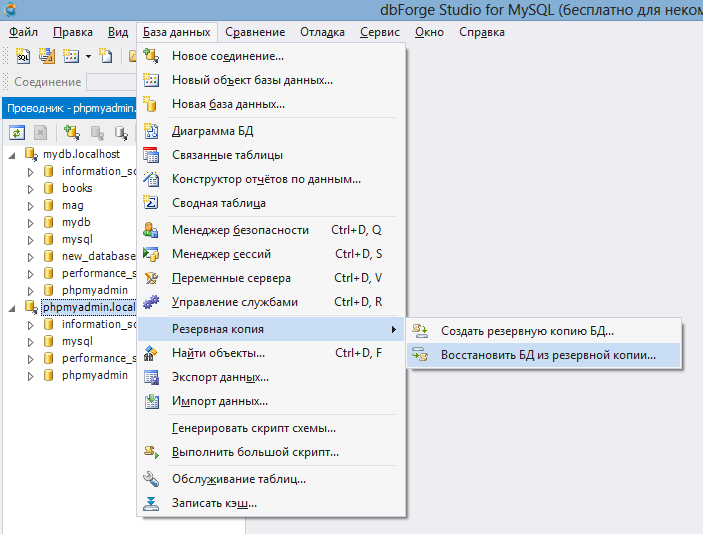 dbForge Studio for MySQL (бесплатно для неком
Файл Правка Вид База данных Сравнение Отладка Сервис Окно Справка
SQL
Соединение
Проводник - phpmyadmin.
mydb.localhost
information_sc
books
mag
mydb
mysql
new_database
performance_s
phpmyadmin
phpmyadmin.local
information_s
mysql
performance_s
phpmyadmin
Новое соединение...
Новый объект базы данных...
Новая база данных...
Диаграмма БД
Связанные таблицы
Конструктор отчётов по данным...
Сводная таблица
Менеджер безопасности Ctrl+D, Q
Менеджер сессий Ctrl+D, S
Переменные сервера Ctrl+D, V
Управление службами Ctrl+D, R
Резервная копия
Найти объекты... Ctrl+D, F
Экспорт данных...
Импорт данных...
Генерировать скрипт схемы...
Выполнить большой скрипт...
Обслуживание таблиц...
Записать кэш...
Создать резервную копию БД...
Восстановить БД из резервной копии...